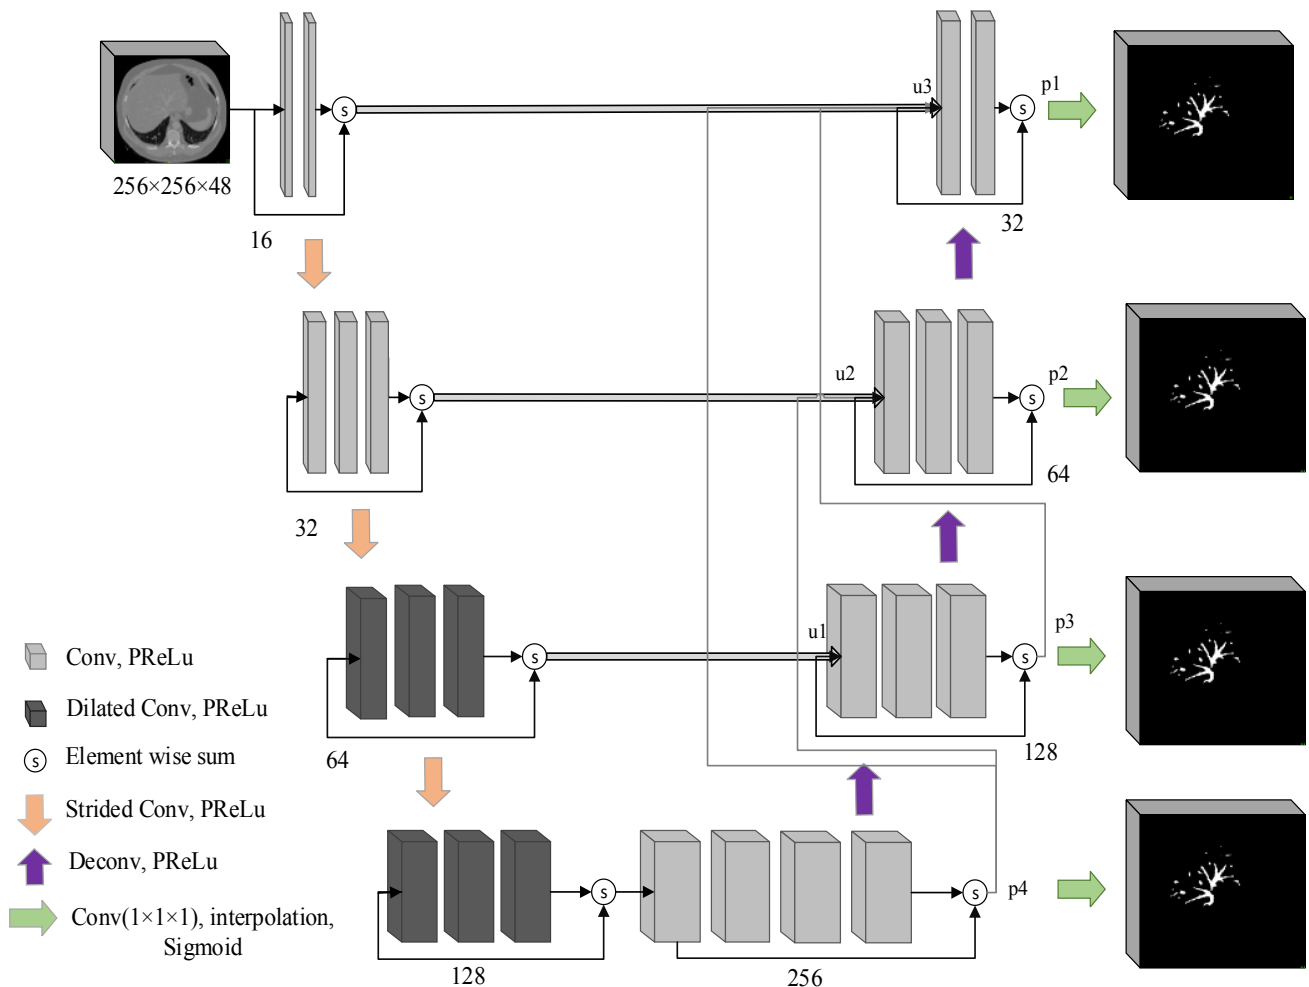 u3
p1
S
S
256×256×48
16
32
u2
p2
S
S
32
64
u1
p3
S
S
64
128
p4
S
S
128
256
Conv, PReLu
Dilated Conv, PReLu
S Element wise sum
Strided Conv, PReLu
Deconv, PReLu
Conv(1×1×1), interpolation,
Sigmoid